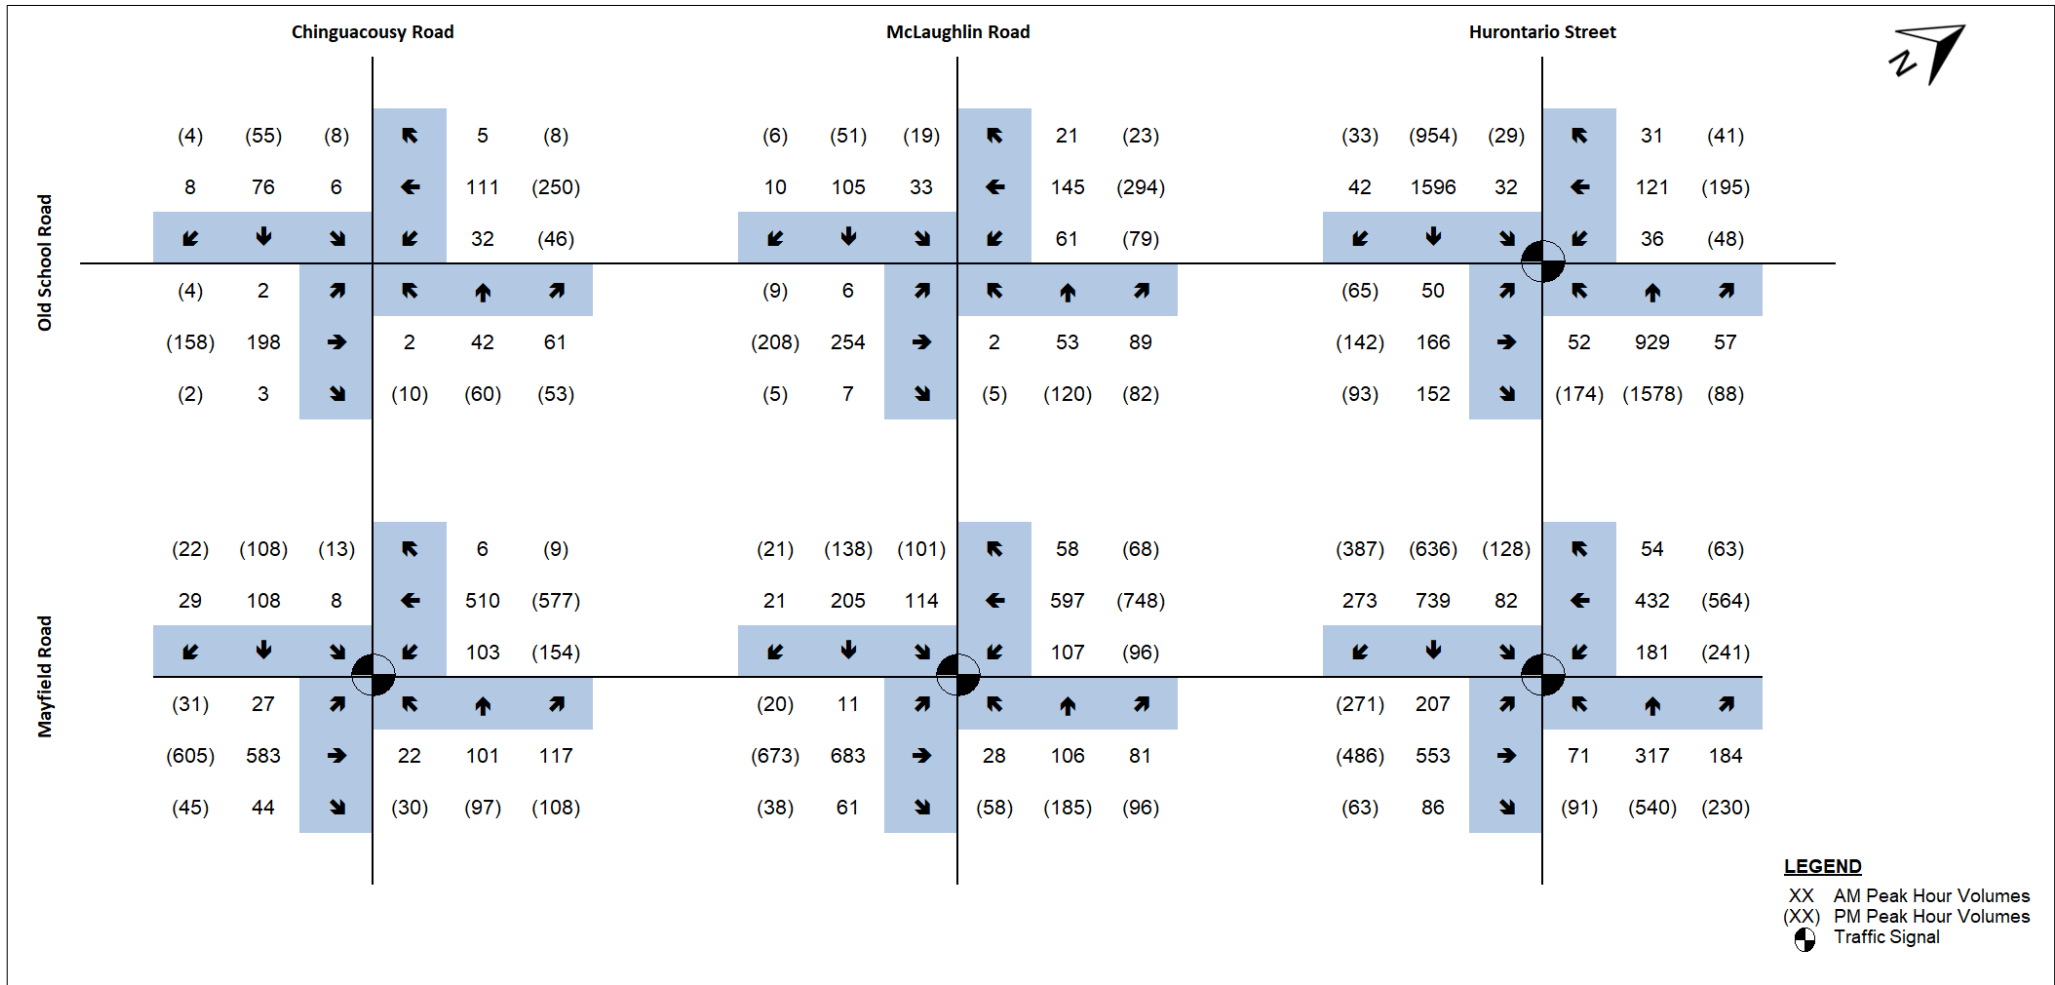 Chinguacousy Road McLaughlin Road Hurontario Street
N
(4) (55) (8) 5 (8) (6) (51) (19) 21 (23) (33) (954) (29) 31 (41)
8 76 6 111 (250) 10 105 33 145 (294) 42 1596 32 121 (195)
32 (46) 61 (79) 36 (48)
Old School Road
(4) 2 (9) 6 (65) 50
(158) 198 2 42 61 (208) 254 2 53 89 (142) 166 52 929 57
(2) 3 (10) (60) (53) (5) 7 (5) (120) (82) (93) 152 (174) (1578) (88)
(22) (108) (13) 6 (9) (21) (138) (101) 58 (68) (387) (636) (128) 54 (63)
29 108 8 510 (577) 21 205 114 597 (748) 273 739 82 432 (564)
103 (154) 107 (96) 181 (241)
Mayfield Road
(31) 27 (20) 11 (271) 207
(605) 583 22 101 117 (673) 683 28 106 81 (486) 553 71 317 184
(45) 44 (30) (97) (108) (38) 61 (58) (185) (96) (63) 86 (91) (540) (230)
LEGEND
XX AM Peak Hour Volumes
(XX) PM Peak Hour Volumes
Traffic Signal